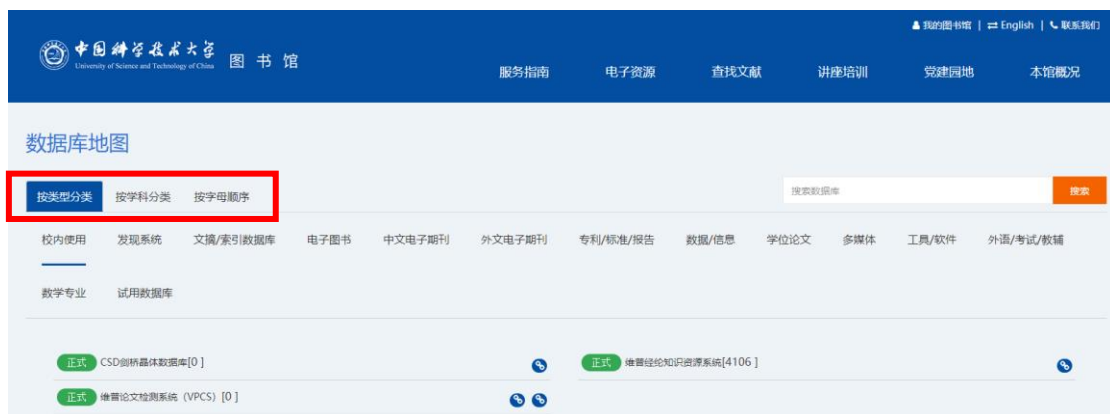 我的图书馆 | English | 联系我们
中国科学技术大学 图书馆
University of Science and Technology of China
服务指南 电子资源 查找文献 讲座培训 党建园地 本馆概况
数据库地图
按类型分类 按学科分类 按字母顺序 搜索数据库 搜索
校内使用 发现系统 文摘/索引数据库 电子图书 中文电子期刊 外文电子期刊 专利/标准/报告 数据/信息 学位论文 多媒体 工具/软件 外语/考试/教辅
数学专业 试用数据库
正式 CSD剑桥晶体数据库[0 ] 正式 维普经纶知识资源系统[4106 ]
正式 维普论文检测系统（VPCS）[0 ]